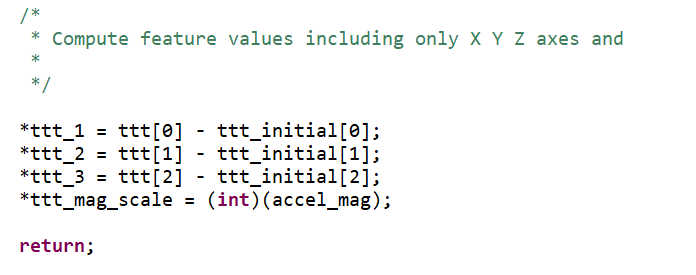 /*
 * Compute feature values including only X Y Z axes and
 *
 */
*ttt_1 = ttt[0] - ttt_initial[0];
*ttt_2 = ttt[1] - ttt_initial[1];
*ttt_3 = ttt[2] - ttt_initial[2];
*ttt_mag_scale = (int)(accel_mag);
return;